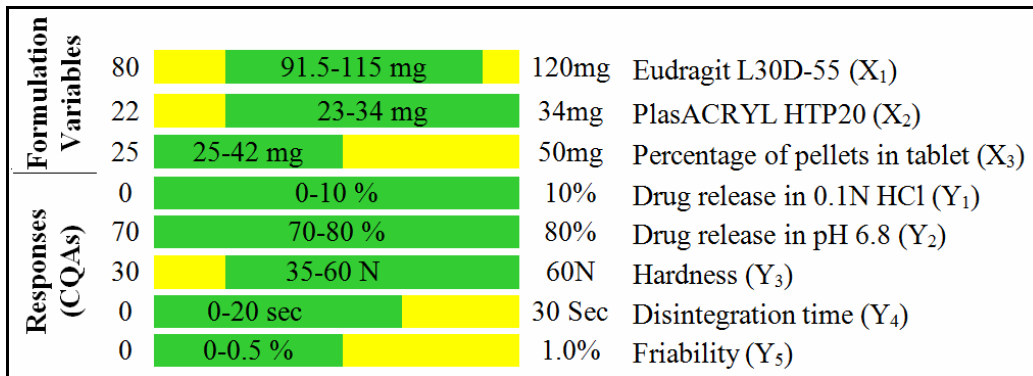 Formulation
Variables
80 91.5-115 mg 120mg Eudragit L30D-55 (X₁)
22 23-34 mg 34mg PlasACRYL HTP20 (X₂)
25 25-42 mg 50mg Percentage of pellets in tablet (X₃)
Responses
(CQAs)
0 0-10 % 10% Drug release in 0.1N HCl (Y₁)
70 70-80 % 80% Drug release in pH 6.8 (Y₂)
30 35-60 N 60N Hardness (Y₃)
0 0-20 sec 30 Sec Disintegration time (Y₄)
0 0-0.5 % 1.0% Friability (Y₅)